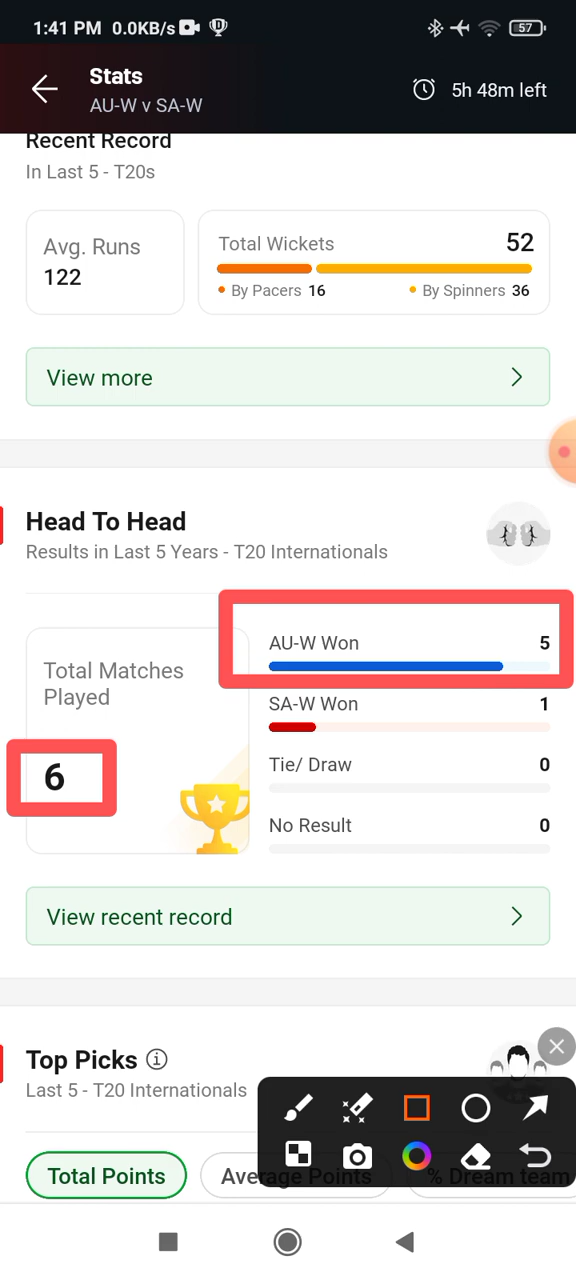 1:41 PM 0.0KB/s
57
Stats
AU-W v SA-W
5h 48m left
Recent Record
In Last 5 - T20s
Avg. Runs
122
Total Wickets 52
By Pacers 16 By Spinners 36
View more
Head To Head
Results in Last 5 Years - T20 Internationals
Total Matches
Played
6
AU-W Won 5
SA-W Won 1
Tie/ Draw 0
No Result 0
View recent record
Top Picks
Last 5 - T20 Internationals
Total Points Average Points % Dream team